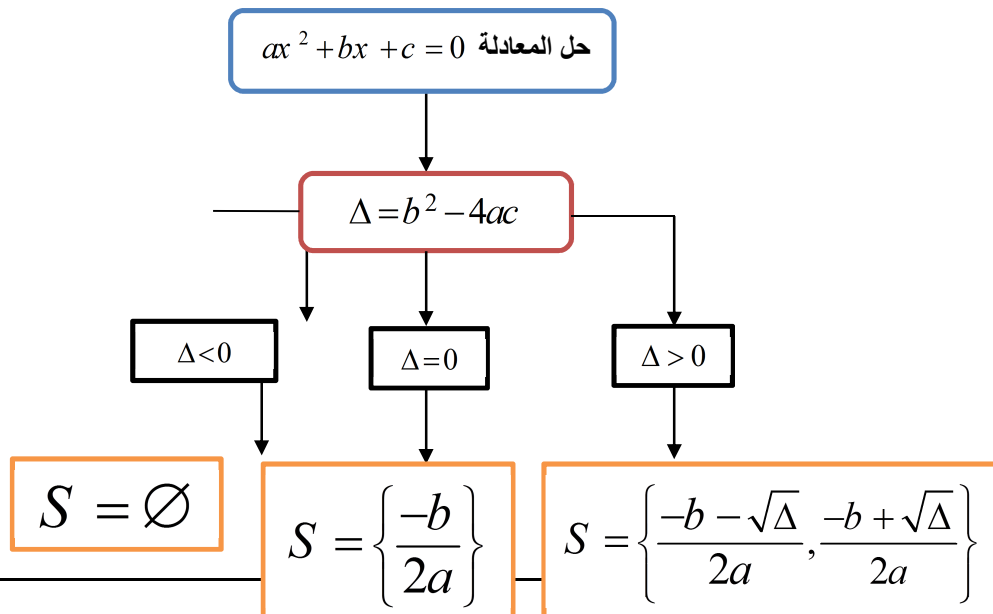 حل المعادلة ax² + bx + c = 0
Δ = b² − 4ac
Δ < 0
Δ = 0
Δ > 0
S = ∅
S = {−b / 2a}
S = {(−b − √Δ) / 2a , (−b + √Δ) / 2a}